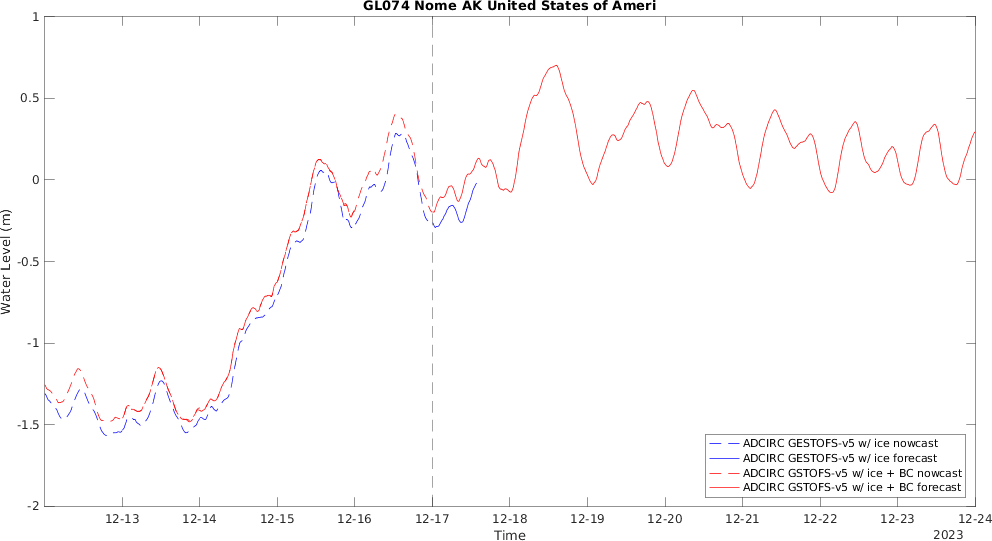 GL074 Nome AK United States of Ameri
Water Level (m)
1
0.5
0
-0.5
-1
-1.5
-2
ADCIRC GESTOFS-v5 w/ ice nowcast
ADCIRC GESTOFS-v5 w/ ice forecast
ADCIRC GSTOFS-v5 w/ ice + BC nowcast
ADCIRC GSTOFS-v5 w/ ice + BC forecast
12-13 12-14 12-15 12-16 12-17 12-18 12-19 12-20 12-21 12-22 12-23 12-24
Time
2023